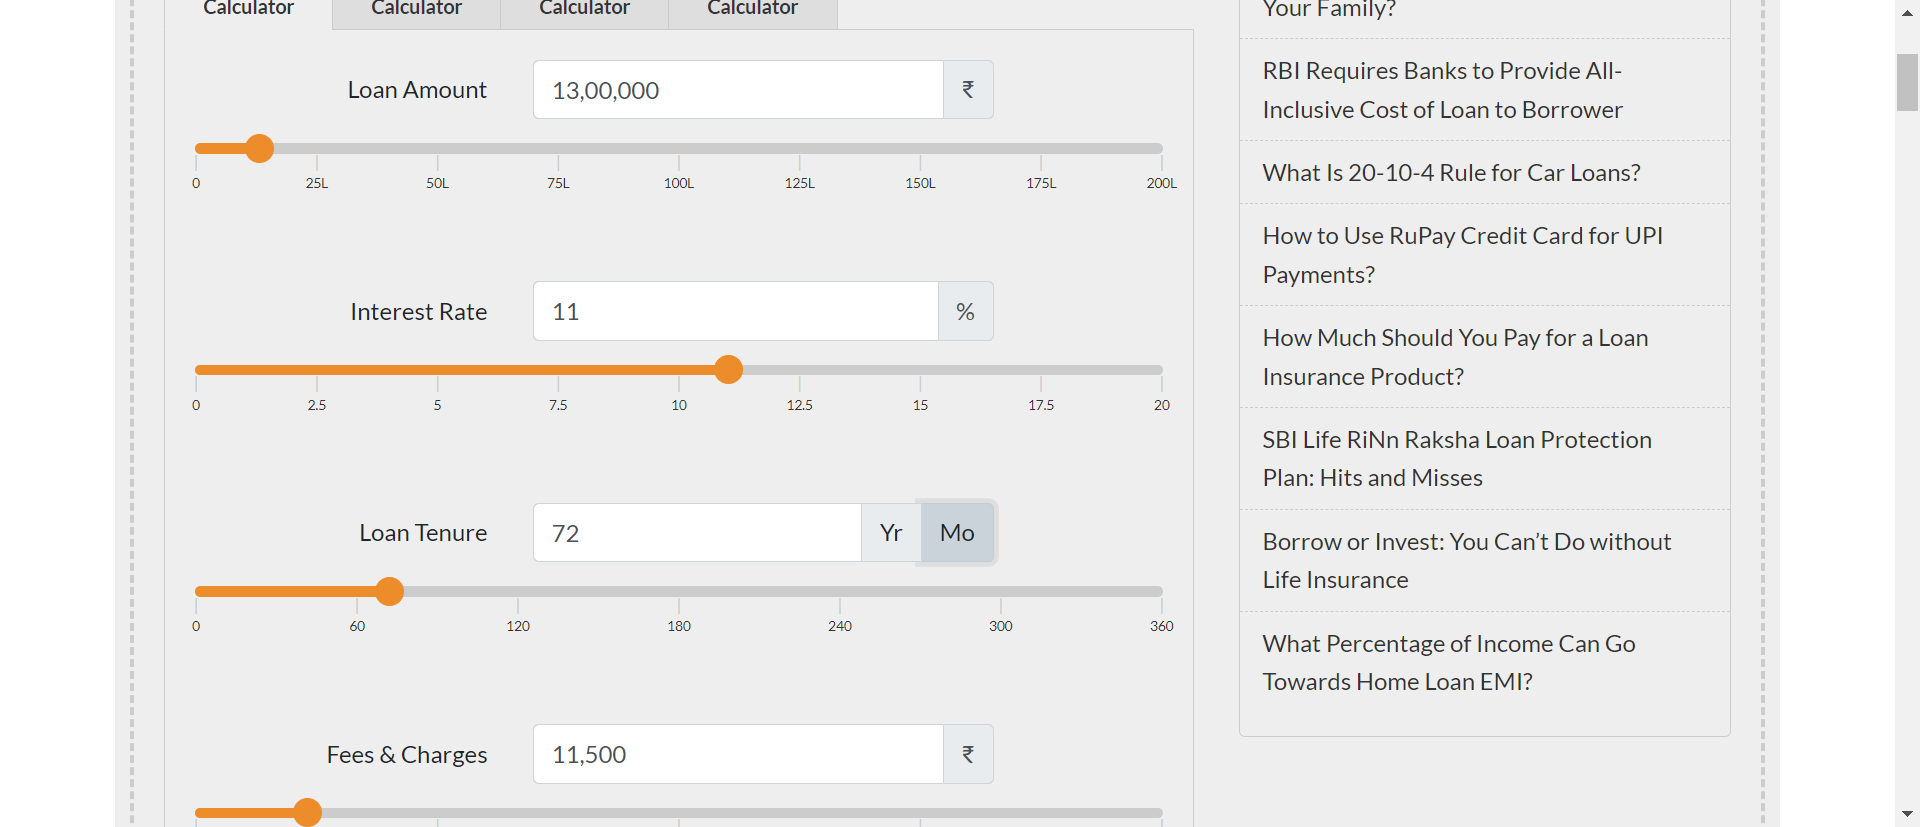 Calculator Calculator Calculator Calculator
Loan Amount 13,00,000 ₹
0 25L 50L 75L 100L 125L 150L 175L 200L
Interest Rate 11 %
0 2.5 5 7.5 10 12.5 15 17.5 20
Loan Tenure 72 Yr Mo
0 60 120 180 240 300 360
Fees & Charges 11,500 ₹
Your Family?
RBI Requires Banks to Provide All-
Inclusive Cost of Loan to Borrower
What Is 20-10-4 Rule for Car Loans?
How to Use RuPay Credit Card for UPI
Payments?
How Much Should You Pay for a Loan
Insurance Product?
SBI Life RiNn Raksha Loan Protection
Plan: Hits and Misses
Borrow or Invest: You Can’t Do without
Life Insurance
What Percentage of Income Can Go
Towards Home Loan EMI?